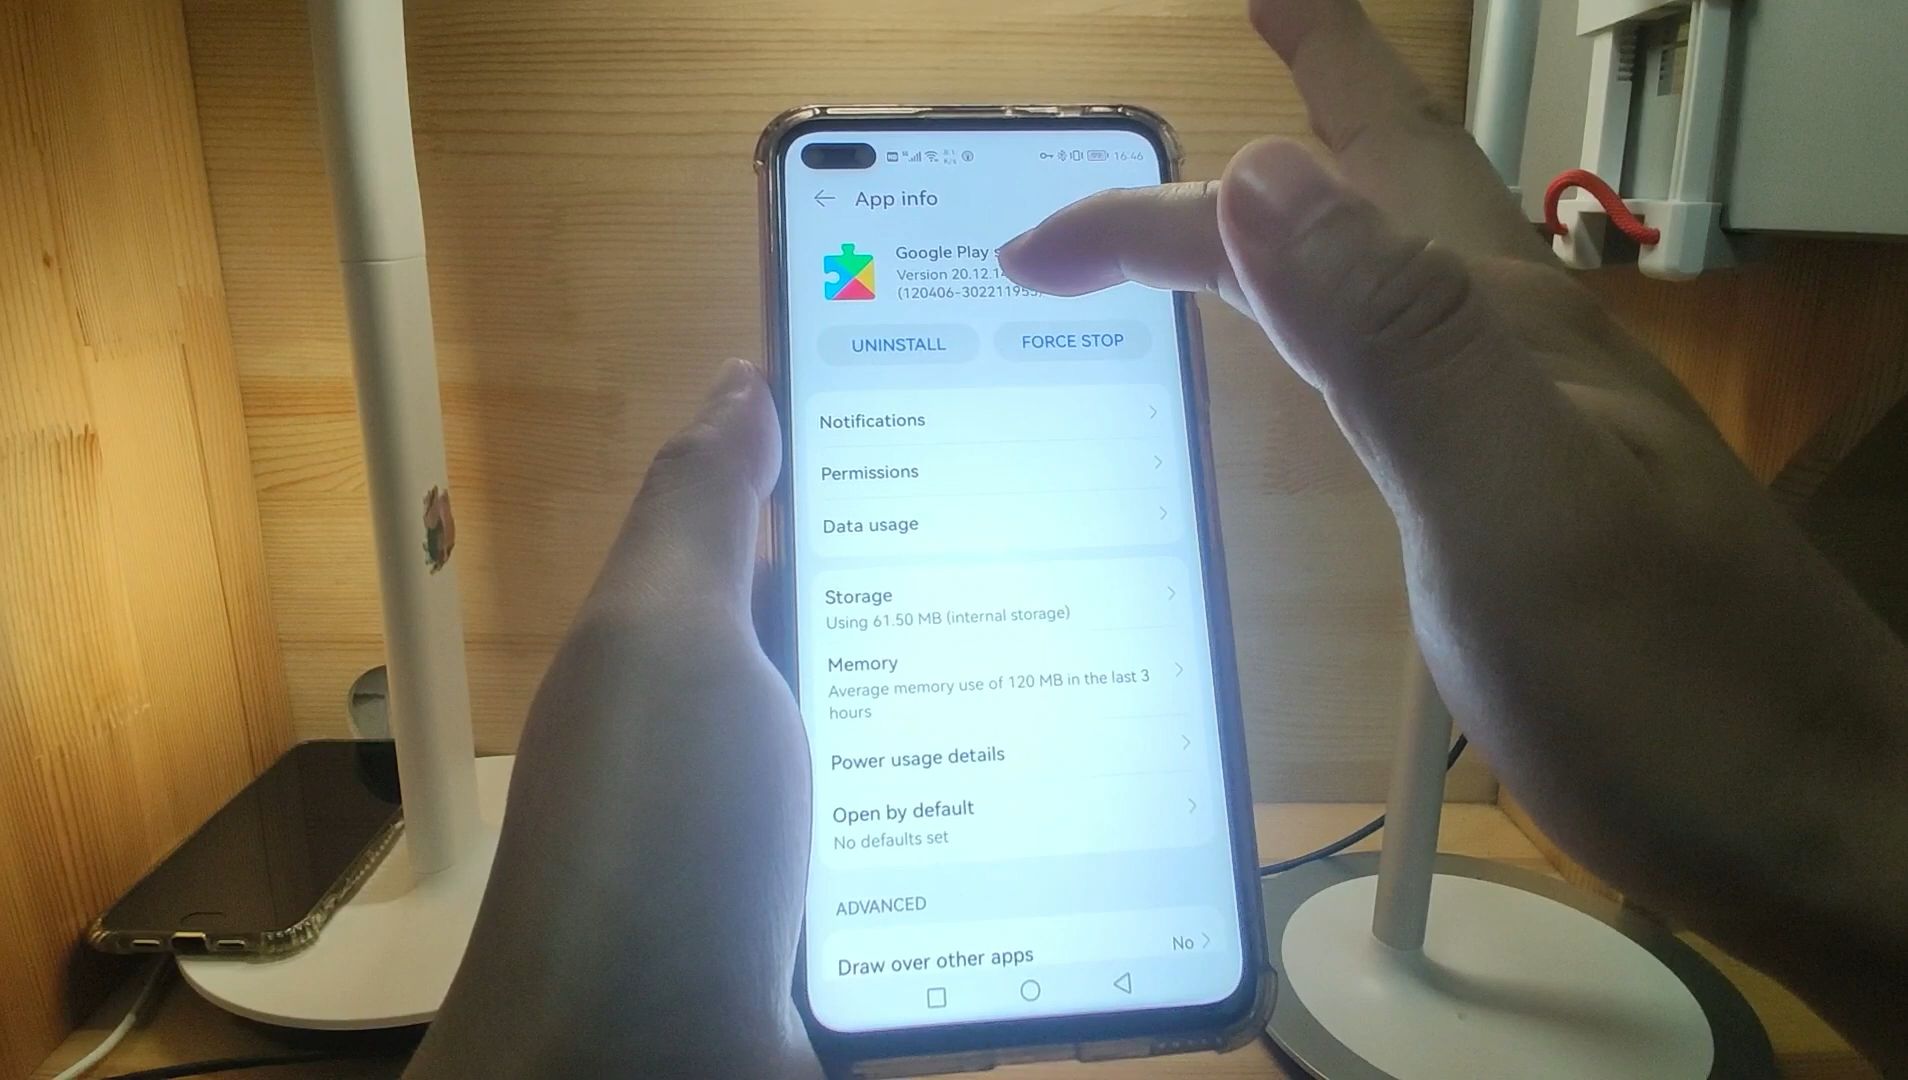 16:46
App info
Google Play
Version 20.12.1
(120406-302211953)
UNINSTALL
FORCE STOP
Notifications
Permissions
Data usage
Storage
Using 61.50 MB (internal storage)
Memory
Average memory use of 120 MB in the last 3
hours
Power usage details
Open by default
No defaults set
ADVANCED
Draw over other apps
No